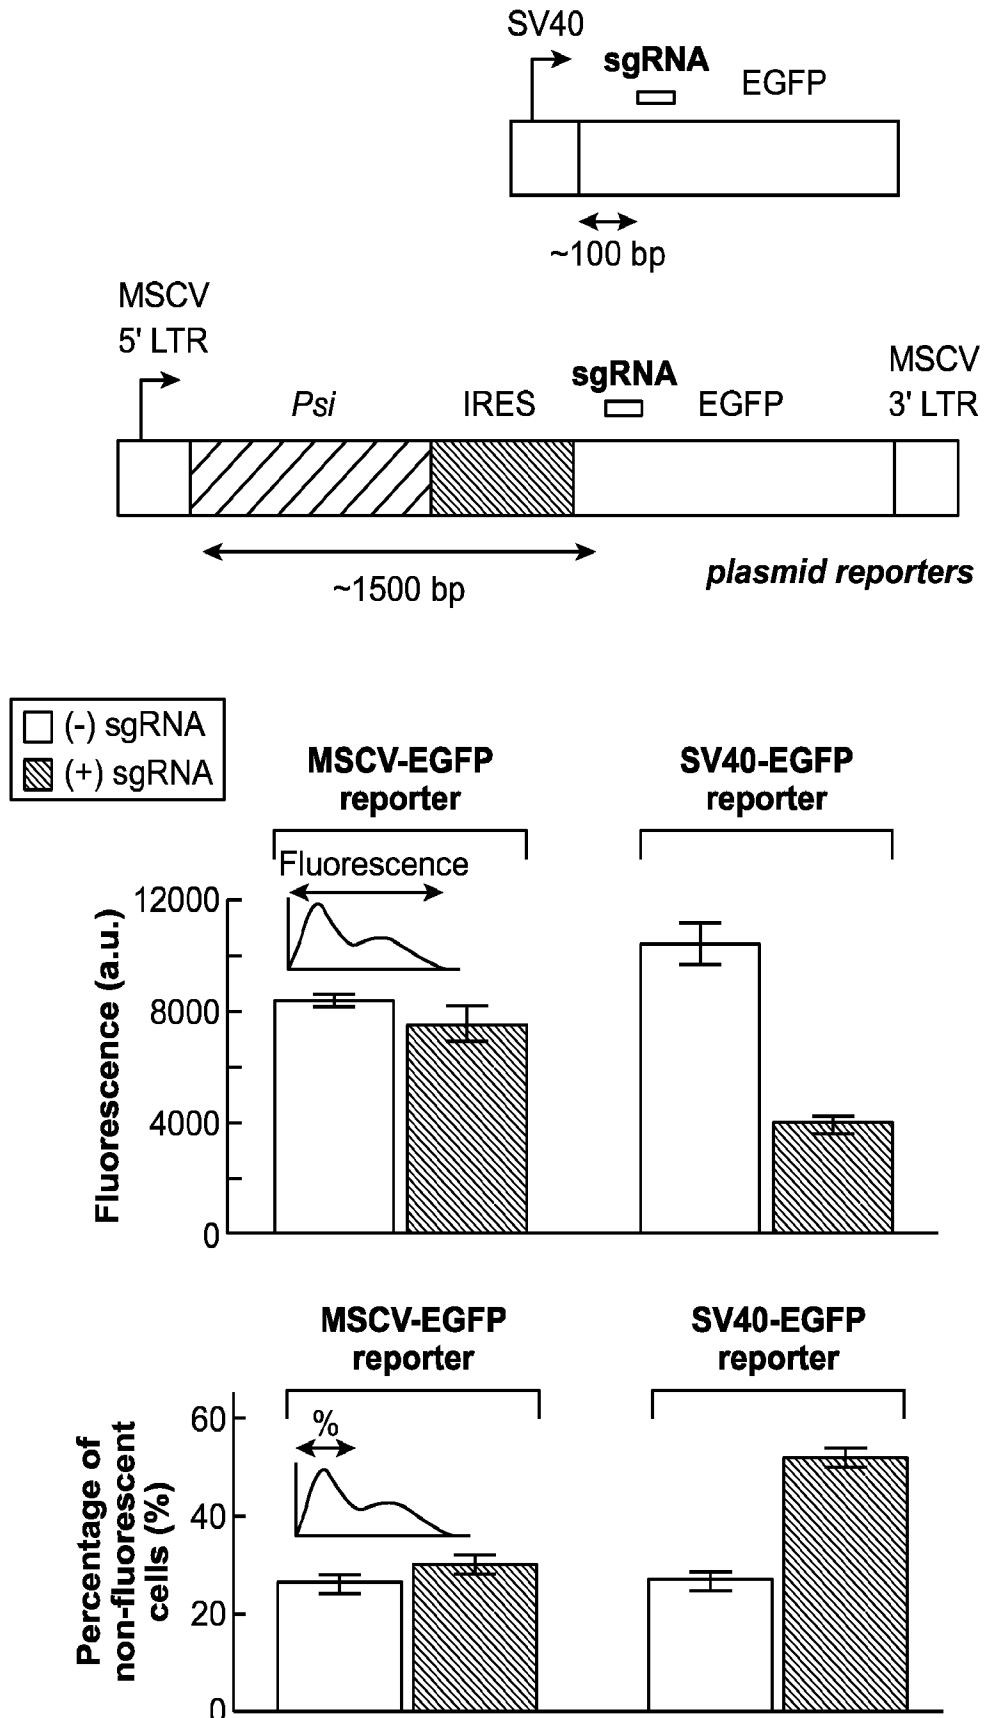 SV40
sgRNA
EGFP
~100 bp
MSCV
5' LTR
Psi
IRES
sgRNA
EGFP
MSCV
3' LTR
~1500 bp
plasmid reporters
(-) sgRNA
(+) sgRNA
MSCV-EGFP
reporter
SV40-EGFP
reporter
Fluorescence
Fluorescence (a.u.)
12000
8000
4000
0
MSCV-EGFP
reporter
SV40-EGFP
reporter
%
Percentage of
non-fluorescent
cells (%)
60
40
20
0